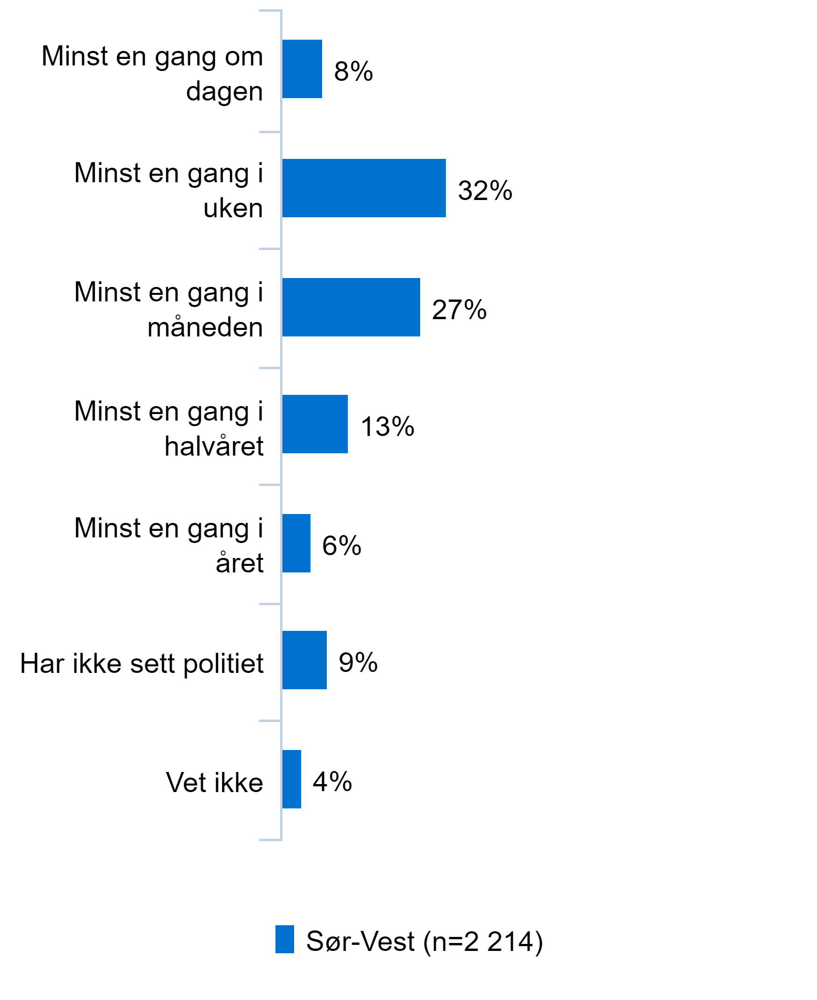 Minst en gang om
dagen
8%
Minst en gang i
uken
32%
Minst en gang i
måneden
27%
Minst en gang i
halvåret
13%
Minst en gang i
året
6%
Har ikke sett politiet
9%
Vet ikke
4%
Sør-Vest (n=2 214)